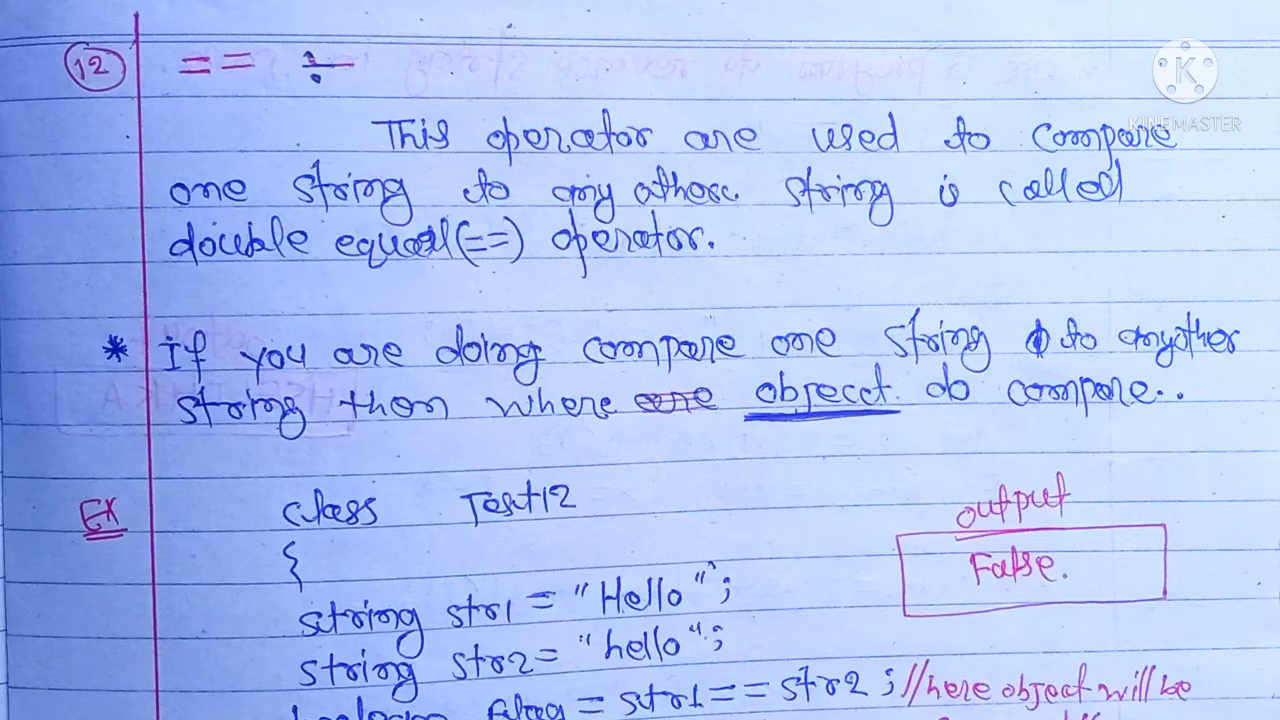 12 == ÷
KINEMASTER
This operator are used to compare
one string to any other string is called
double equal(==) operator.
* If you are doing compare one string to anyother
string then where object do compare..
Ex class Test12
output
{
False.
string str1 = "Hello";
string str2 = "hello";
flag = str1 == str2 ; //here object will be